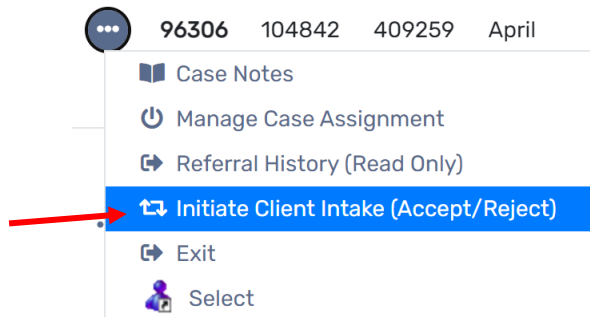 96306 104842 409259 April
Case Notes
Manage Case Assignment
Referral History (Read Only)
Initiate Client Intake (Accept/Reject)
Exit
Select